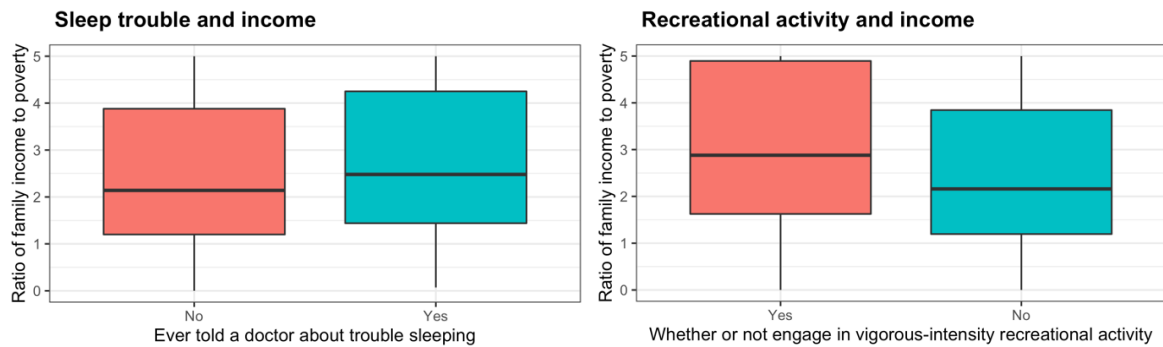 Sleep trouble and income
Ratio of family income to poverty
5
4
3
2
1
0
No
Yes
Ever told a doctor about trouble sleeping
Recreational activity and income
Ratio of family income to poverty
5
4
3
2
1
0
Yes
No
Whether or not engage in vigorous-intensity recreational activity